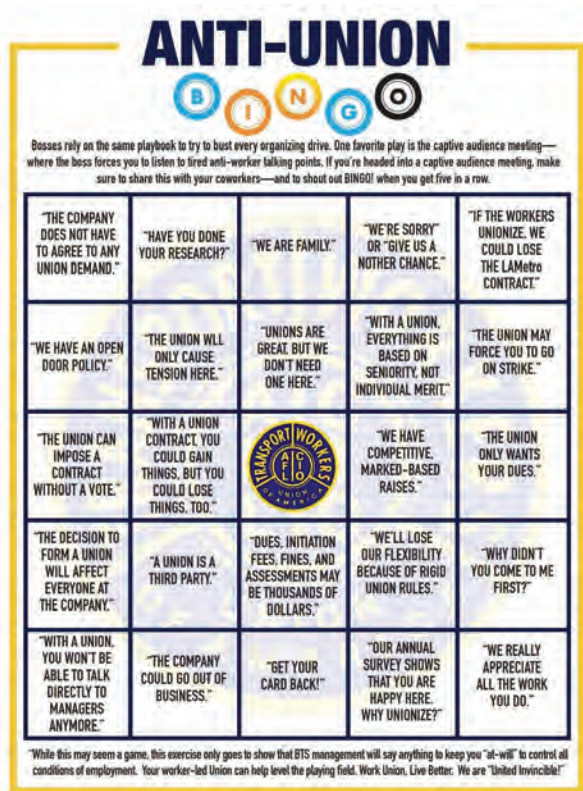 ANTI-UNION
BINGO
Bosses rely on the same playbook to try to bust every organizing drive. One favorite play is the captive audience meeting—
where the boss forces you to listen to tired anti-worker talking points. If you're headed into a captive audience meeting, make
sure to share this with your coworkers—and to shout out BINGO! when you get five in a row.
"THE COMPANY
DOES NOT HAVE
TO AGREE TO ANY
UNION DEMAND."
"HAVE YOU DONE
YOUR RESEARCH?"
"WE ARE FAMILY."
"WE'RE SORRY"
OR "GIVE US A
NOTHER CHANCE."
"IF THE WORKERS
UNIONIZE, WE
COULD LOSE
THE LAMetro
CONTRACT."
"WE HAVE AN OPEN
DOOR POLICY."
"THE UNION WLL
ONLY CAUSE
TENSION HERE."
"UNIONS ARE
GREAT, BUT WE
DON'T NEED
ONE HERE."
"WITH A UNION,
EVERYTHING IS
BASED ON
SENIORITY, NOT
INDIVIDUAL MERIT."
"THE UNION MAY
FORCE YOU TO GO
ON STRIKE."
"THE UNION CAN
IMPOSE A
CONTRACT
WITHOUT A VOTE."
"WITH A UNION
CONTRACT, YOU
COULD GAIN
THINGS, BUT YOU
COULD LOSE
THINGS, TOO."
TRANSPORT WORKERS
AFL CIO
UNION
OF AMERICA
"WE HAVE
COMPETITIVE,
MARKED-BASED
RAISES."
"THE UNION
ONLY WANTS
YOUR DUES."
"THE DECISION TO
FORM A UNION
WILL AFFECT
EVERYONE AT
THE COMPANY."
"A UNION IS A
THIRD PARTY."
"DUES, INITIATION
FEES, FINES, AND
ASSESSMENTS MAY
BE THOUSANDS OF
DOLLARS."
"WE'LL LOSE
OUR FLEXIBILITY
BECAUSE OF RIGID
UNION RULES."
"WHY DIDN'T
YOU COME TO ME
FIRST?"
"WITH A UNION,
YOU WON'T BE
ABLE TO TALK
DIRECTLY TO
MANAGERS
ANYMORE."
"THE COMPANY
COULD GO OUT OF
BUSINESS."
"GET YOUR
CARD BACK!"
"OUR ANNUAL
SURVEY SHOWS
THAT YOU ARE
HAPPY HERE.
WHY UNIONIZE?"
"WE REALLY
APPRECIATE
ALL THE WORK
YOU DO."
"While this may seem a game, this exercise only goes to show that BTS management will say anything to keep you "at-will" to control all
conditions of employment. Your worker-led Union can help level the playing field. Work Union, Live Better. We are "United Invincible!"